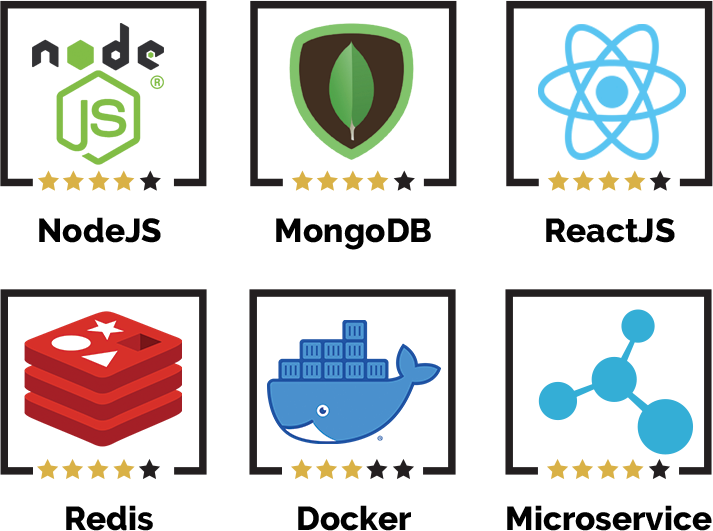 node
JS
®
NodeJS
MongoDB
ReactJS
Redis
Docker
Microservice